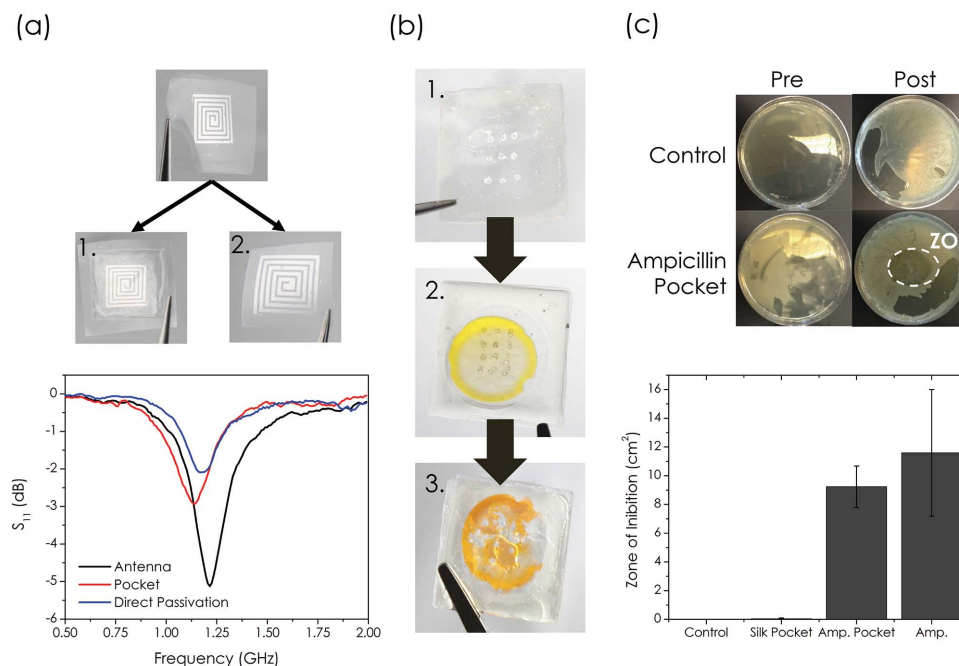 (a)
1.
2.
0
-1
-2
-3
-4
-5
-6
S11 (dB)
Antenna
Pocket
Direct Passivation
0.50
0.75
1.00
1.25
1.50
1.75
2.00
Frequency (GHz)
(b)
1.
2.
3.
(c)
Pre
Post
Control
Ampicillin
Pocket
ZO
16
14
12
10
8
6
4
2
0
Zone of Inibition (cm²)
Control
Silk Pocket
Amp. Pocket
Amp.